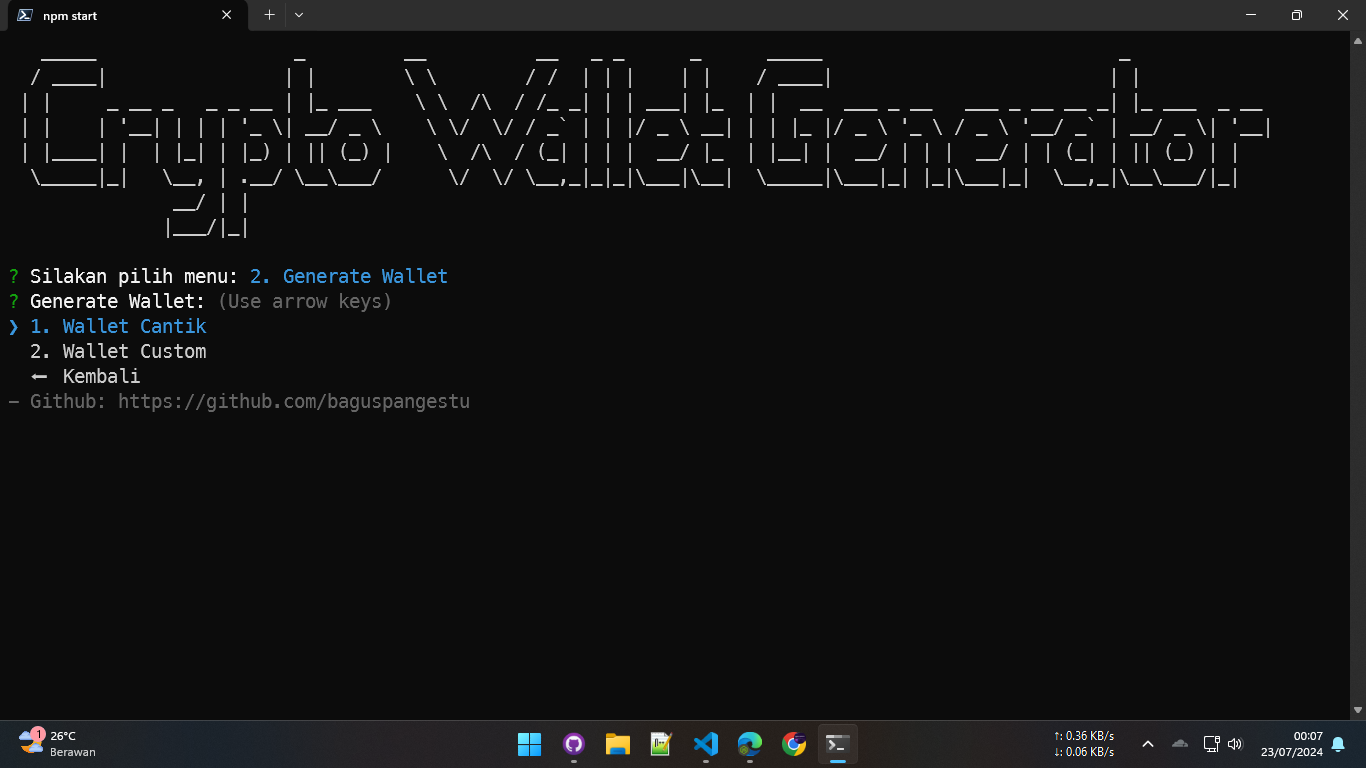 npm start
Crypto Wallet Generator
? Silakan pilih menu: 2. Generate Wallet
? Generate Wallet: (Use arrow keys)
❯ 1. Wallet Cantik
2. Wallet Custom
← Kembali
– Github: https://github.com/baguspangestu
1
26°C
Berawan
↑: 0.36 KB/s
↓: 0.06 KB/s
00:07
23/07/2024